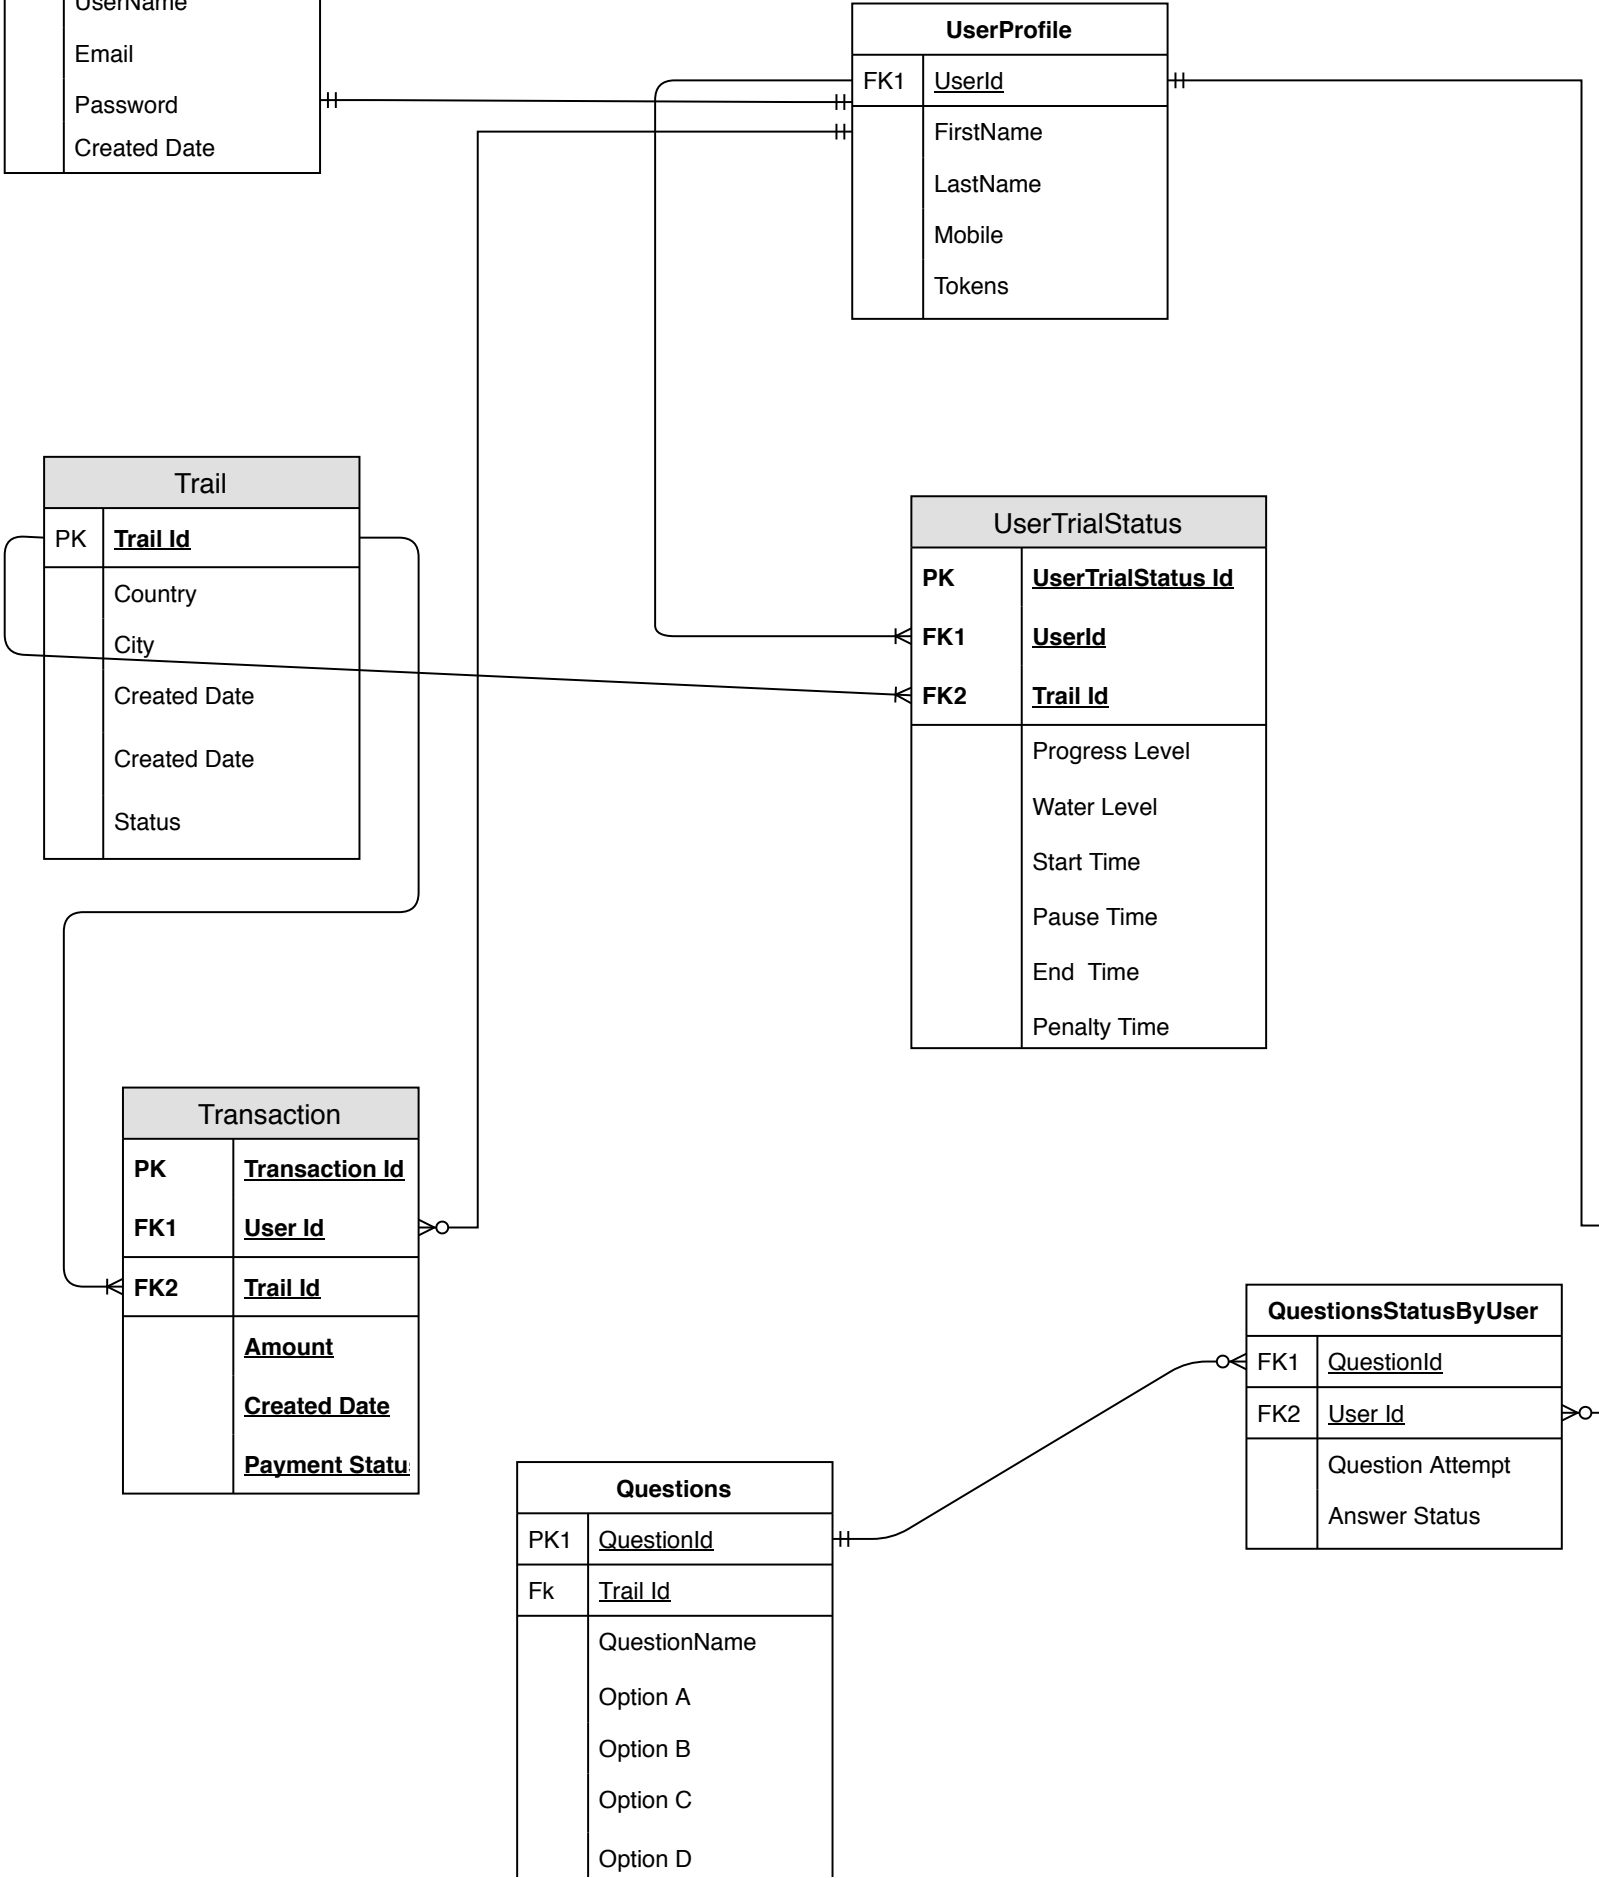 UserName
Email
Password
Created Date
UserProfile
FK1 UserId
FirstName
LastName
Mobile
Tokens
Trail
PK Trail Id
Country
City
Created Date
Created Date
Status
UserTrialStatus
PK UserTrialStatus Id
FK1 UserId
FK2 Trail Id
Progress Level
Water Level
Start Time
Pause Time
End  Time
Penalty Time
Transaction
PK Transaction Id
FK1 User Id
FK2 Trail Id
Amount
Created Date
Payment Statu
QuestionsStatusByUser
FK1 QuestionId
FK2 User Id
Question Attempt
Answer Status
Questions
PK1 QuestionId
Fk Trail Id
QuestionName
Option A
Option B
Option C
Option D